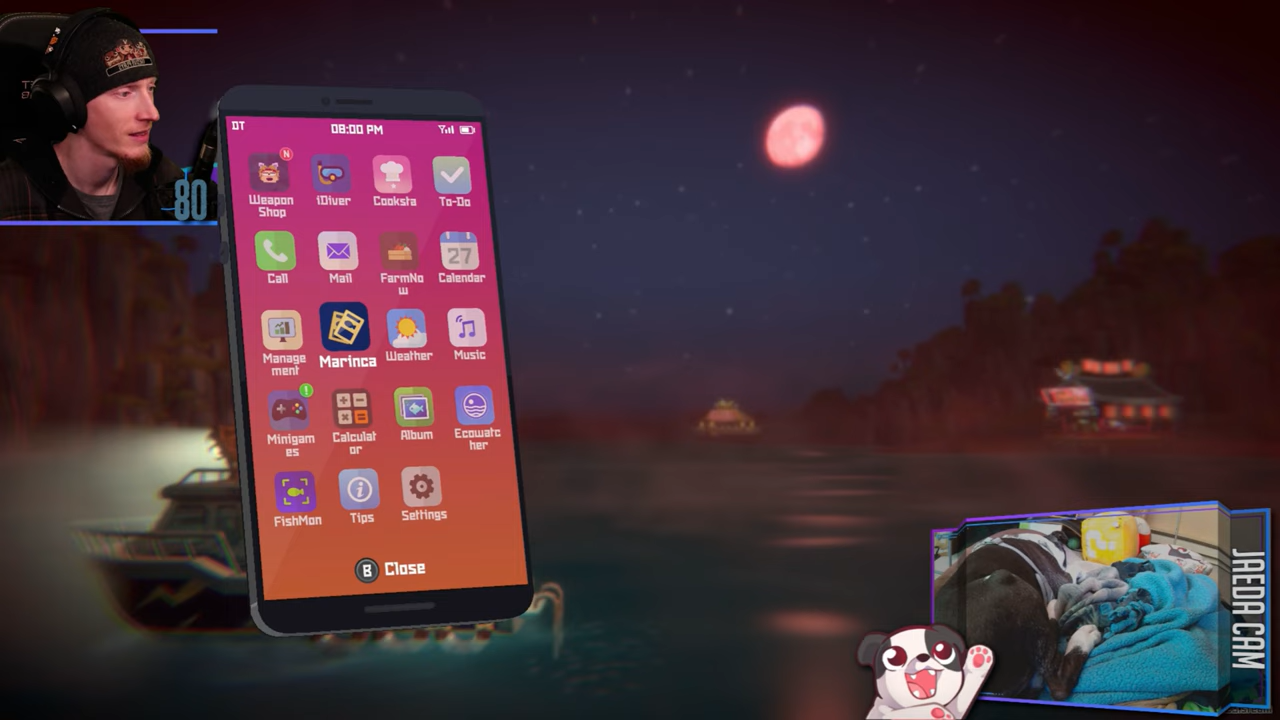 DT
08:00 PM
N
Weapon
Shop
iDiver
Cooksta
To-Do
Call
Mail
FarmNo
w
27
Calendar
Manage
ment
Marinca
Weather
Music
!
Minigam
es
Calculat
or
Album
Ecowatc
her
FishMon
Tips
Settings
B Close
80
JAEDA CAM